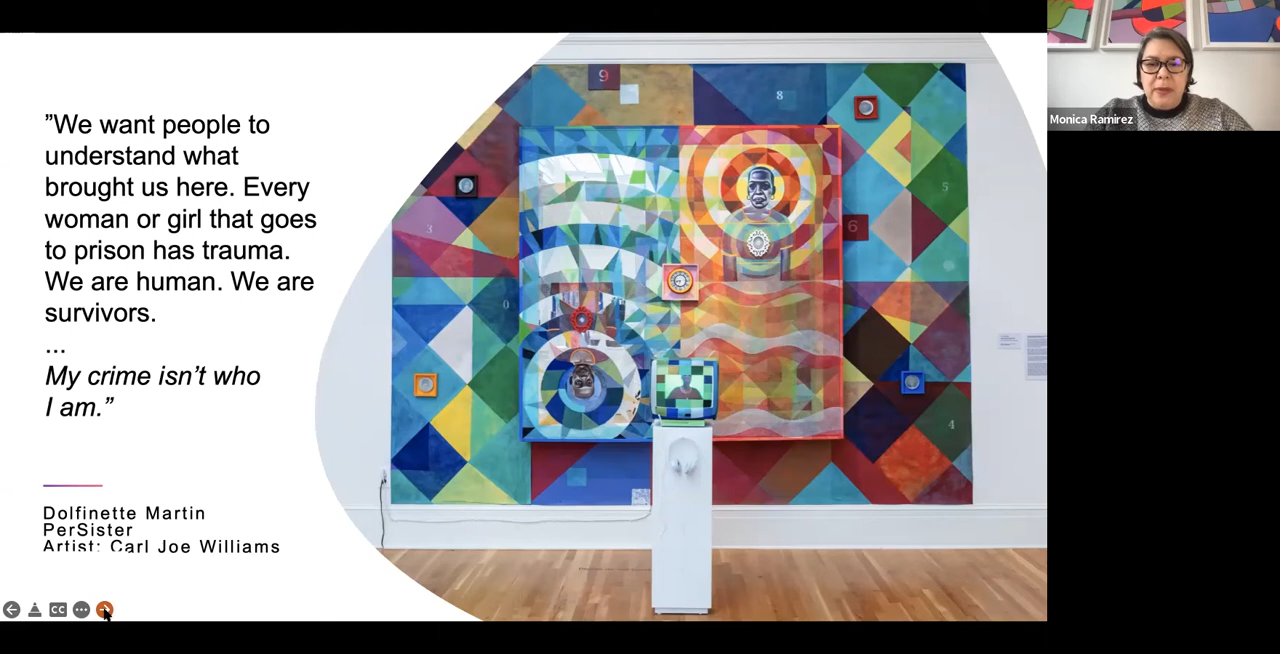 ”We want people to
understand what
brought us here. Every
woman or girl that goes
to prison has trauma.
We are human. We are
survivors.
...
My crime isn’t who
I am.”
Dolfinette Martin
PerSister
Artist: Carl Joe Williams
9
8
3
5
6
0
4
CC
Monica Ramirez